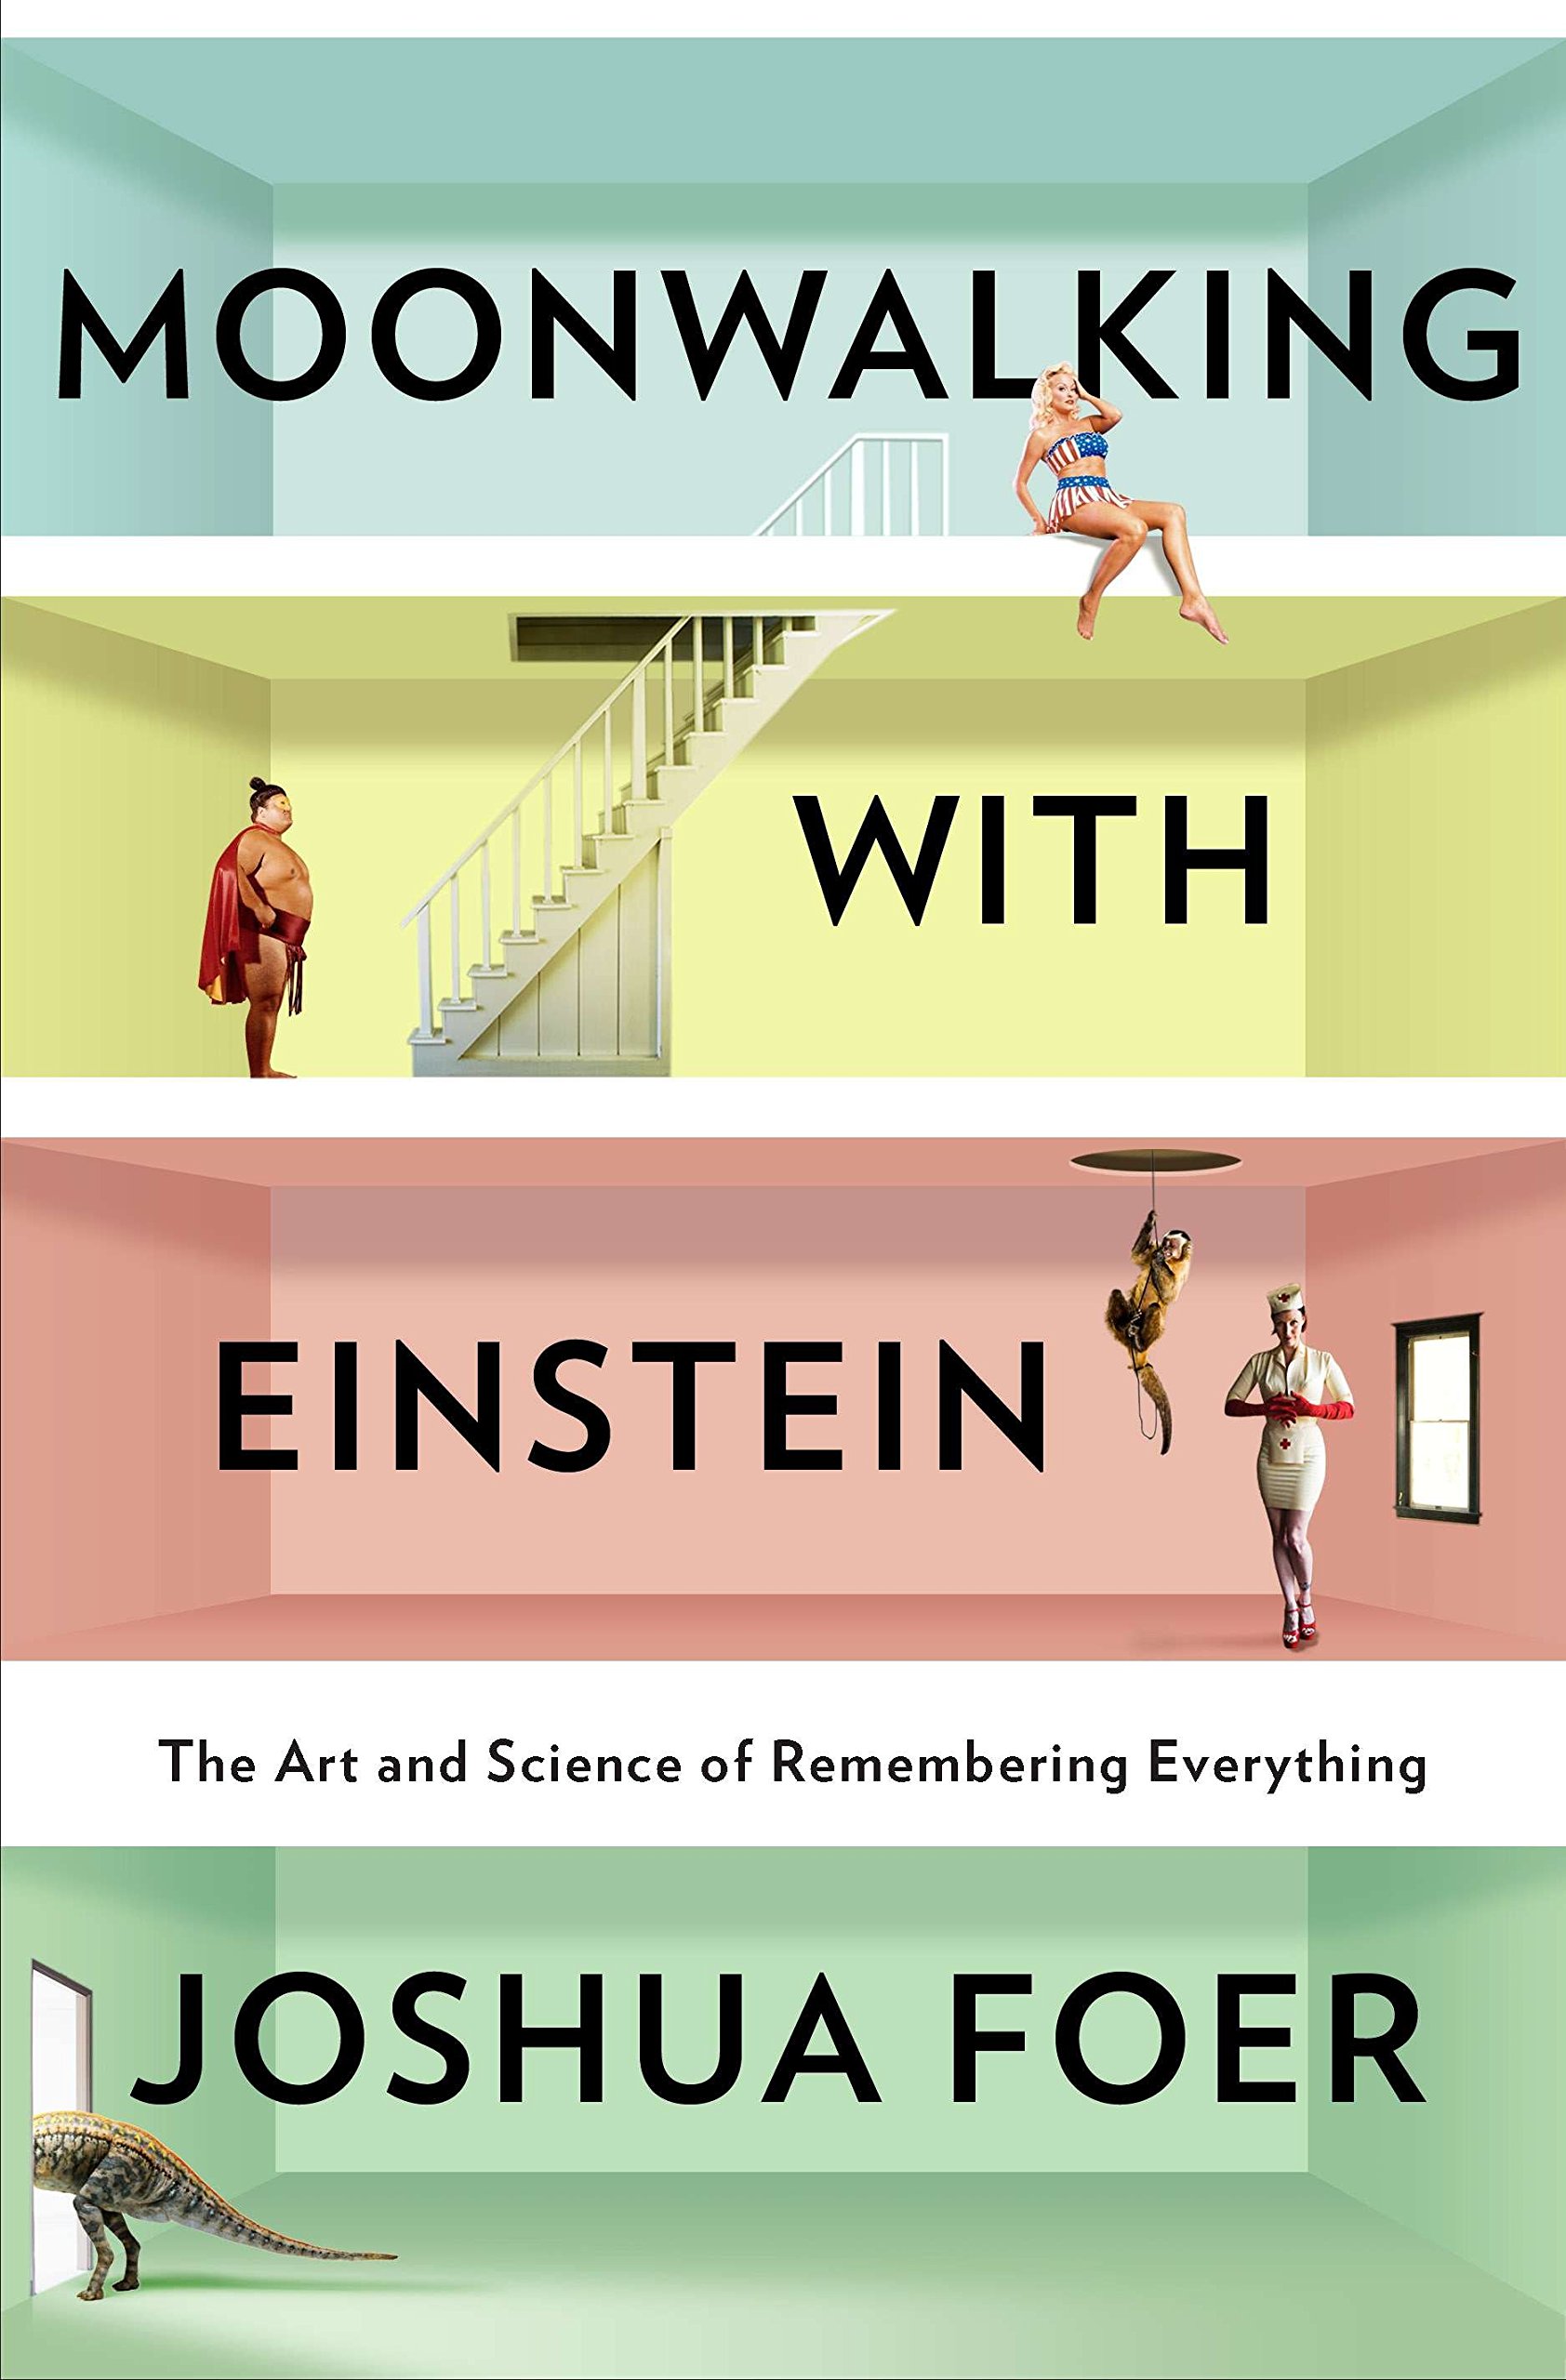 MOONWALKING
WITH
EINSTEIN
The Art and Science of Remembering Everything
JOSHUA FOER